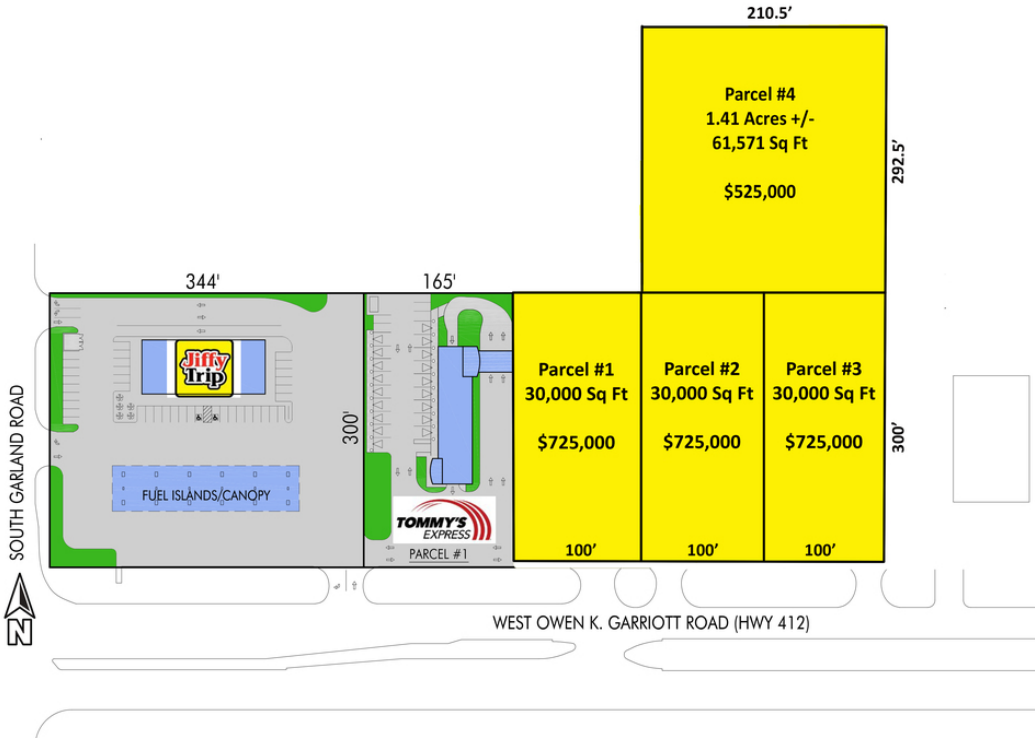 210.5’
Parcel #4
1.41 Acres +/-
61,571 Sq Ft
$525,000
292.5’
344'
165'
Jiffy
Trip
300'
FUEL ISLANDS/CANOPY
TOMMY'S
EXPRESS
PARCEL #1
Parcel #1
30,000 Sq Ft
$725,000
100’
Parcel #2
30,000 Sq Ft
$725,000
100’
Parcel #3
30,000 Sq Ft
$725,000
100’
300’
SOUTH GARLAND ROAD
N
WEST OWEN K. GARRIOTT ROAD (HWY 412)